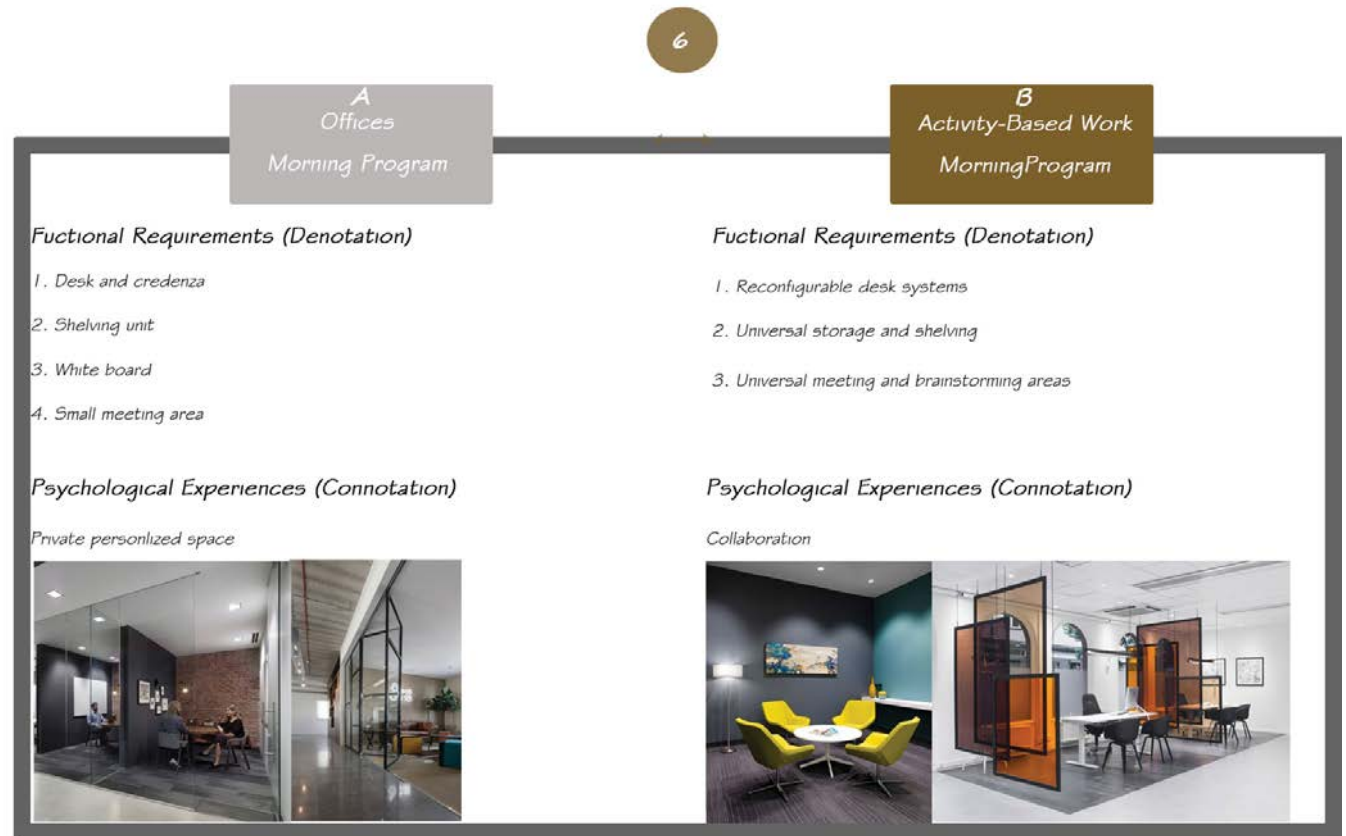 6
A
Offices
Morning Program
B
Activity-Based Work
MorningProgram
Fuctional Requirements (Denotation)
1. Desk and credenza
2. Shelving unit
3. White board
4. Small meeting area
Psychological Experiences (Connotation)
Private personlized space
Fuctional Requirements (Denotation)
1. Reconfigurable desk systems
2. Universal storage and shelving
3. Universal meeting and brainstorming areas
Psychological Experiences (Connotation)
Collaboration